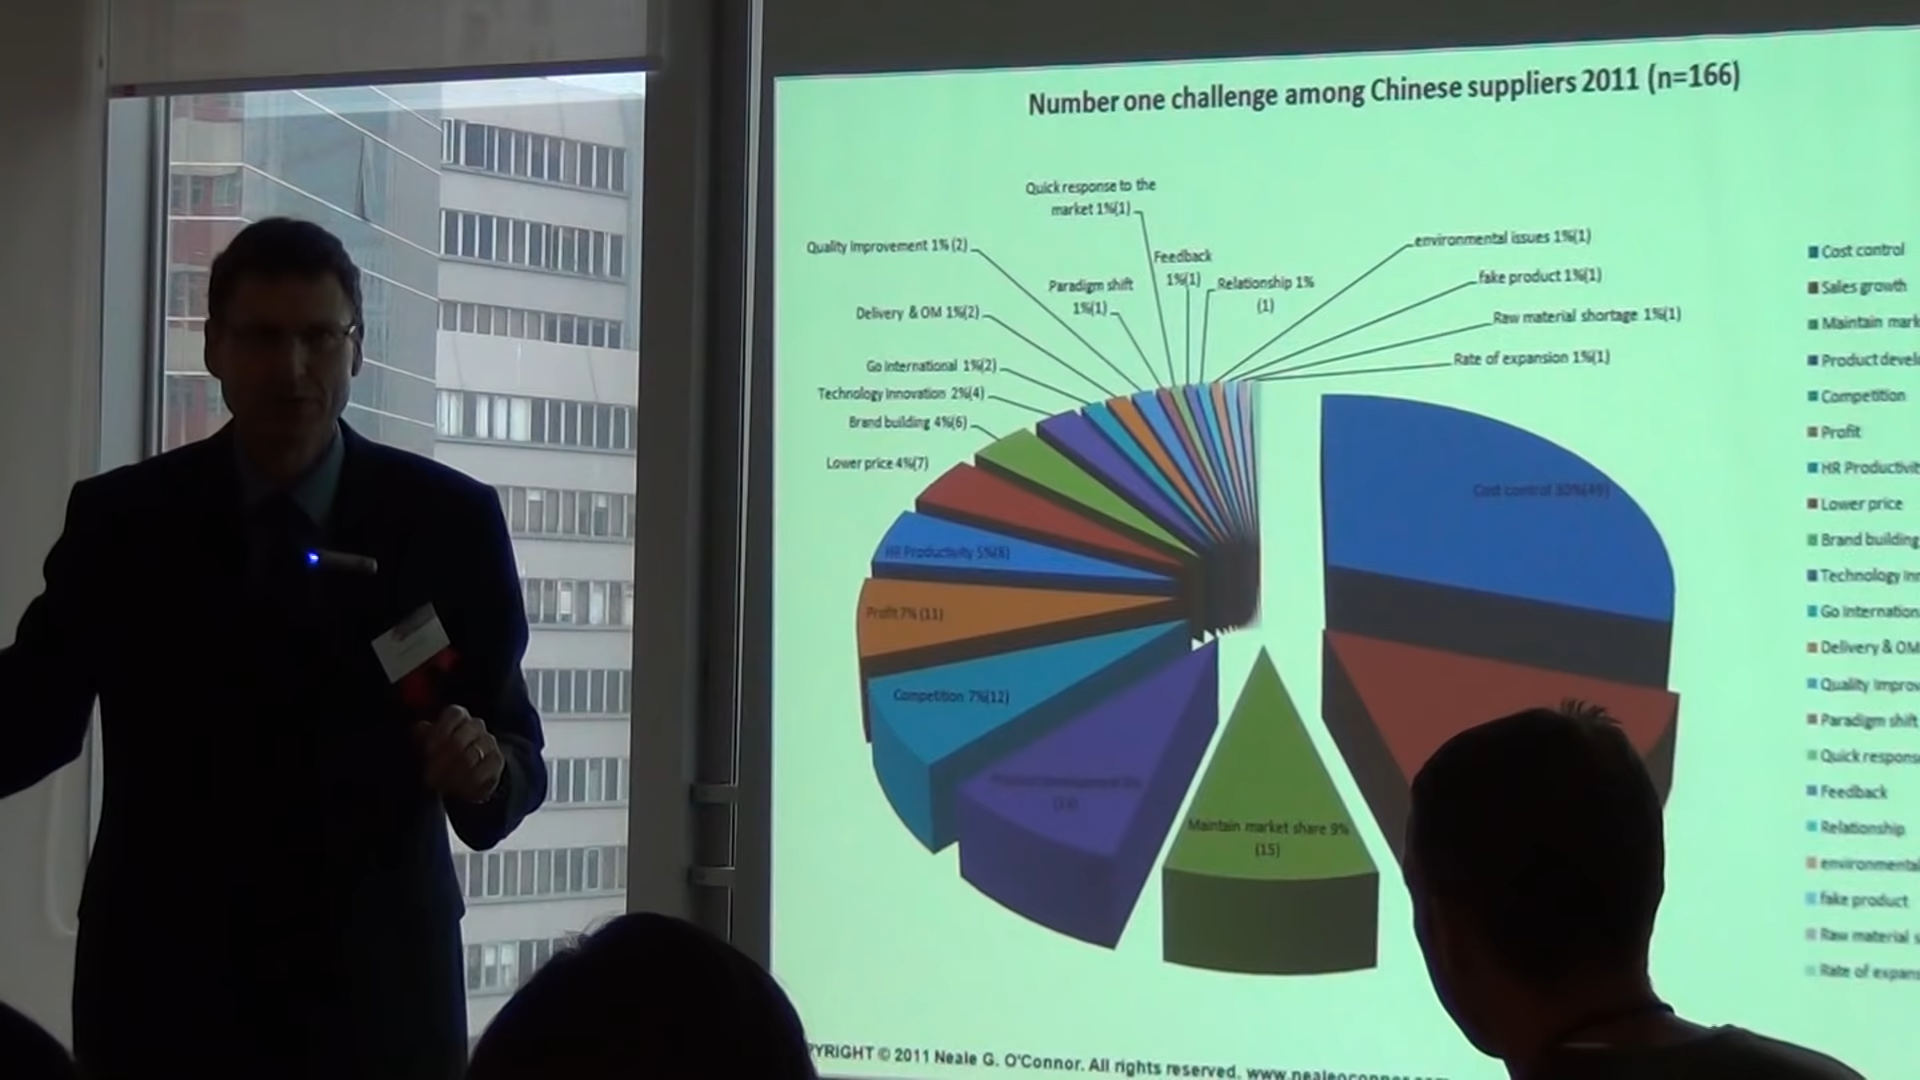 Number one challenge among Chinese suppliers 2011 (n=166)
Quick response to the
market 1%(1)
Quality Improvement 1% (2)
Feedback
1%(1)
Paradigm shift
1%(1)
Relationship 1%
(1)
environmental issues 1%(1)
fake product 1%(1)
Raw material shortage 1%(1)
Rate of expansion 1%(1)
Delivery & OM 1%(2)
Go International 1%(2)
Technology Innovation 2%(4)
Brand building 4%(6)
Lower price 4%(7)
HR Productivity 5%(8)
Profit 7% (11)
Competition 7%(12)
Maintain market share 9%
(15)
Cost control 30%(49)
Cost control
Sales growth
Maintain mark
Product develo
Competition
Profit
HR Productivit
Lower price
Brand building
Technology Inn
Go Internation
Delivery & OM
Quality Improv
Paradigm shift
Quick respons
Feedback
Relationship
environmental
fake product
Raw material s
Rate of expans
PYRIGHT © 2011 Neale G. O'Connor. All rights reserved. www.nealeoconnor.com